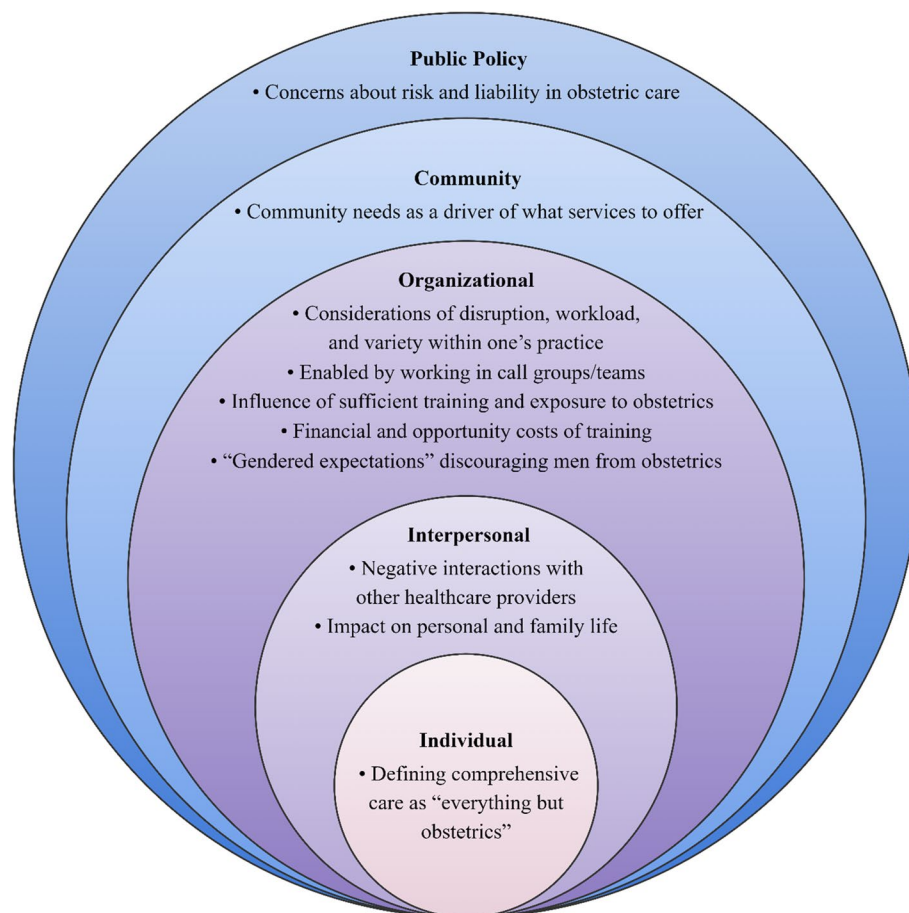 Public Policy
• Concerns about risk and liability in obstetric care
Community
• Community needs as a driver of what services to offer
Organizational
• Considerations of disruption, workload,
and variety within one’s practice
• Enabled by working in call groups/teams
• Influence of sufficient training and exposure to obstetrics
• Financial and opportunity costs of training
• “Gendered expectations” discouraging men from obstetrics
Interpersonal
• Negative interactions with
other healthcare providers
• Impact on personal and family life
Individual
• Defining comprehensive
care as “everything but
obstetrics”